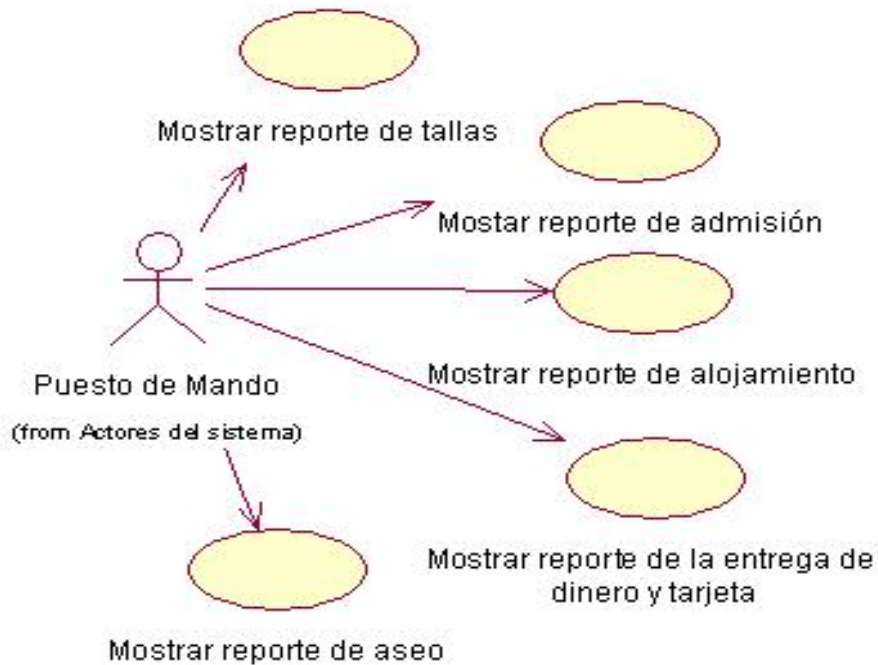 Mostrar reporte de tallas
Mostar reporte de admisión
Mostrar reporte de alojamiento
Puesto de Mando
(from Actores del sistema)
Mostrar reporte de la entrega de
dinero y tarjeta
Mostrar reporte de aseo